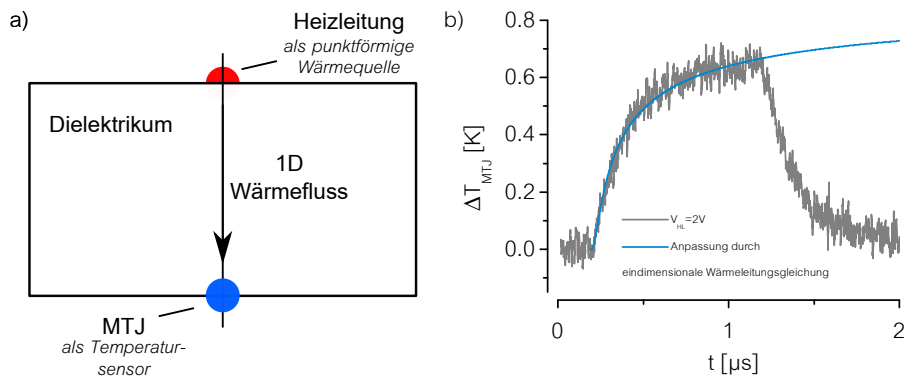 a)
Heizleitung
als punktförmige
Wärmequelle
Dielektrikum
1D
Wärmefluss
MTJ
als Temperatur-
sensor
b)
0.8
0.6
0.4
0.2
0.0
ΔT_MTJ [K]
V_HL=2V
Anpassung durch
eindimensionale Wärmeleitungsgleichung
0 1 2
t [µs]